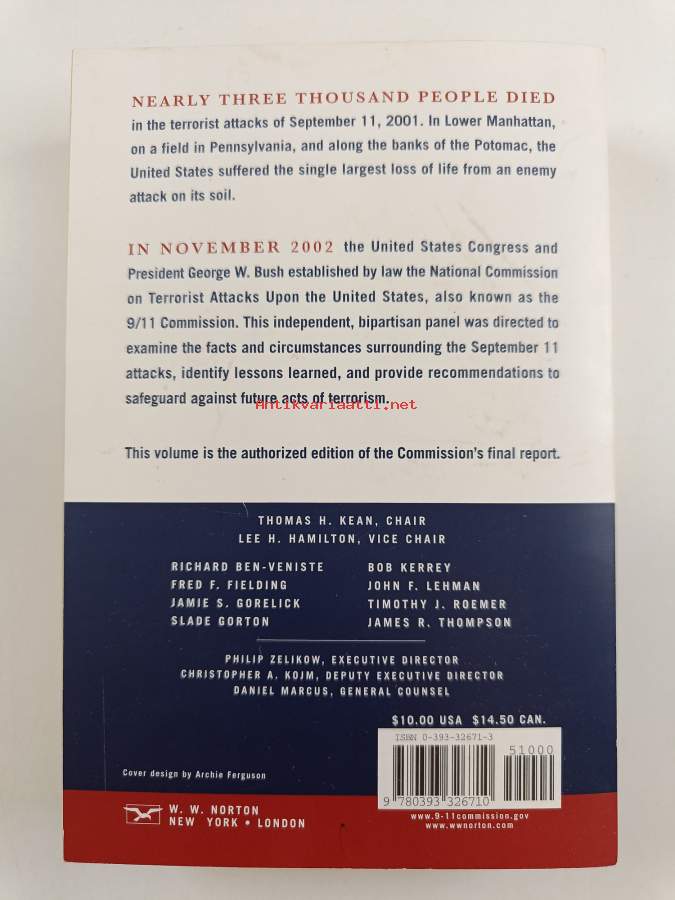 NEARLY THREE THOUSAND PEOPLE DIED
in the terrorist attacks of September 11, 2001. In Lower Manhattan,
on a field in Pennsylvania, and along the banks of the Potomac, the
United States suffered the single largest loss of life from an enemy
attack on its soil.
IN NOVEMBER 2002 the United States Congress and
President George W. Bush established by law the National Commission
on Terrorist Attacks Upon the United States, also known as the
9/11 Commission. This independent, bipartisan panel was directed to
examine the facts and circumstances surrounding the September 11
attacks, identify lessons learned, and provide recommendations to
safeguard against future acts of terrorism.
Antikvariaatti.net
This volume is the authorized edition of the Commission's final report.
THOMAS H. KEAN, CHAIR
LEE H. HAMILTON, VICE CHAIR
RICHARD BEN-VENISTE
FRED F. FIELDING
JAMIE S. GORELICK
SLADE GORTON
BOB KERREY
JOHN F. LEHMAN
TIMOTHY J. ROEMER
JAMES R. THOMPSON
PHILIP ZELIKOW, EXECUTIVE DIRECTOR
CHRISTOPHER A. KOJM, DEPUTY EXECUTIVE DIRECTOR
DANIEL MARCUS, GENERAL COUNSEL
$10.00 USA $14.50 CAN.
ISBN 0-393-32671-3
51000
9 780393 326710
Cover design by Archie Ferguson
W. W. NORTON
NEW YORK • LONDON
www.9-11commission.gov
www.wwnorton.com